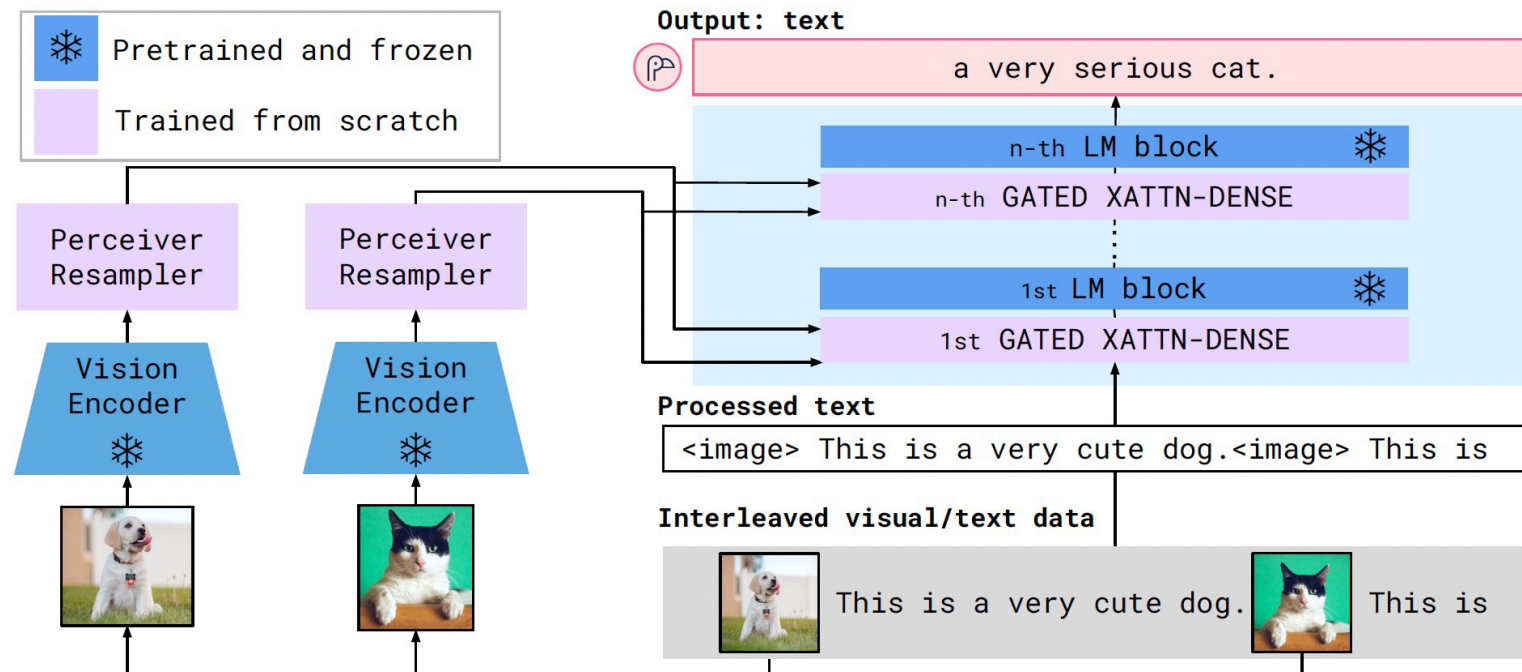 Pretrained and frozen
Trained from scratch
Output: text
a very serious cat.
n-th LM block
n-th GATED XATTN-DENSE
1st LM block
1st GATED XATTN-DENSE
Perceiver
Resampler
Perceiver
Resampler
Vision
Encoder
Vision
Encoder
Processed text
<image> This is a very cute dog.<image> This is
Interleaved visual/text data
This is a very cute dog.
This is